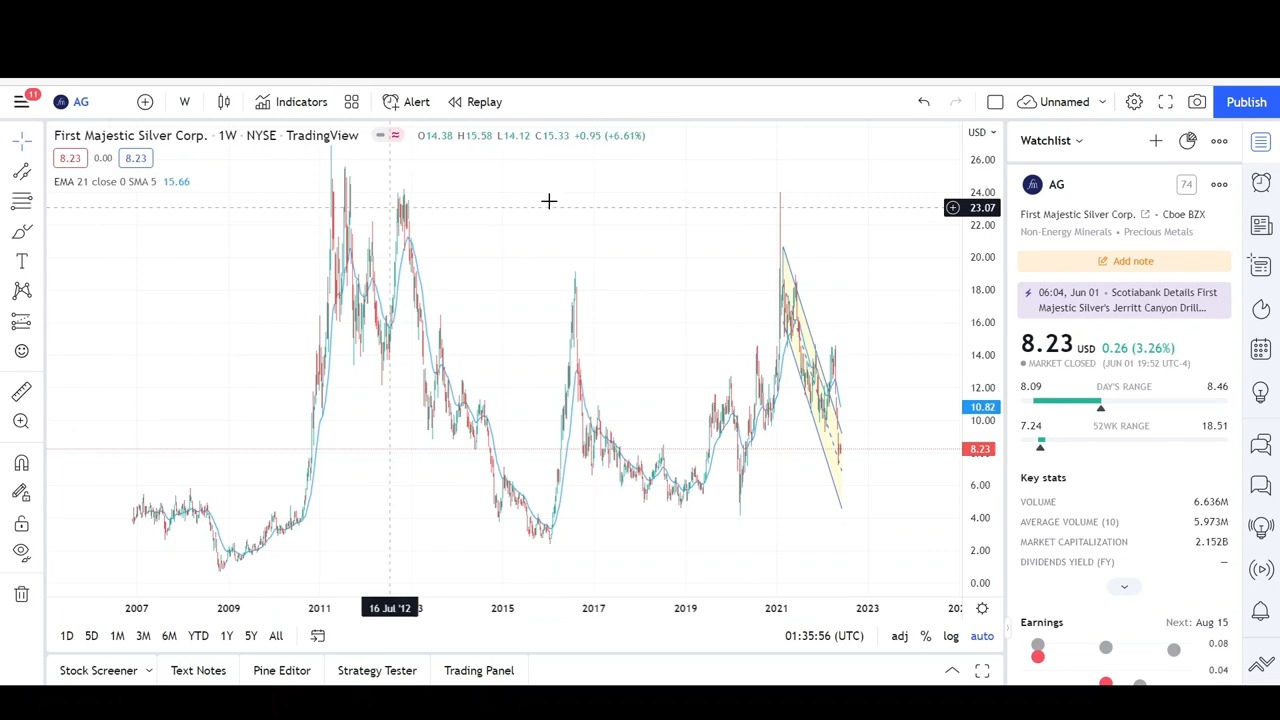 11 AG W Indicators Alert Replay Unnamed Publish
First Majestic Silver Corp. · 1W · NYSE · TradingView O14.38 H15.58 L14.12 C15.33 +0.95 (+6.61%)
8.23 0.00 8.23
EMA 21 close 0 SMA 5 15.66
USD
26.00
24.00
23.07
22.00
20.00
18.00
16.00
14.00
12.00
10.82
10.00
8.23
6.00
4.00
2.00
0.00
2007 2009 2011 16 Jul '12 3 2015 2017 2019 2021 2023 202
1D 5D 1M 3M 6M YTD 1Y 5Y All 01:35:56 (UTC) adj % log auto
Stock Screener Text Notes Pine Editor Strategy Tester Trading Panel
Watchlist
AG 74
First Majestic Silver Corp. · Cboe BZX
Non-Energy Minerals · Precious Metals
Add note
06:04, Jun 01 · Scotiabank Details First
Majestic Silver's Jerritt Canyon Drill...
8.23 USD 0.26 (3.26%)
MARKET CLOSED (JUN 01 19:52 UTC-4)
8.09 DAY'S RANGE 8.46
7.24 52WK RANGE 18.51
Key stats
VOLUME 6.636M
AVERAGE VOLUME (10) 5.973M
MARKET CAPITALIZATION 2.152B
DIVIDENDS YIELD (FY) —
Earnings Next: Aug 15
0.08
0.04